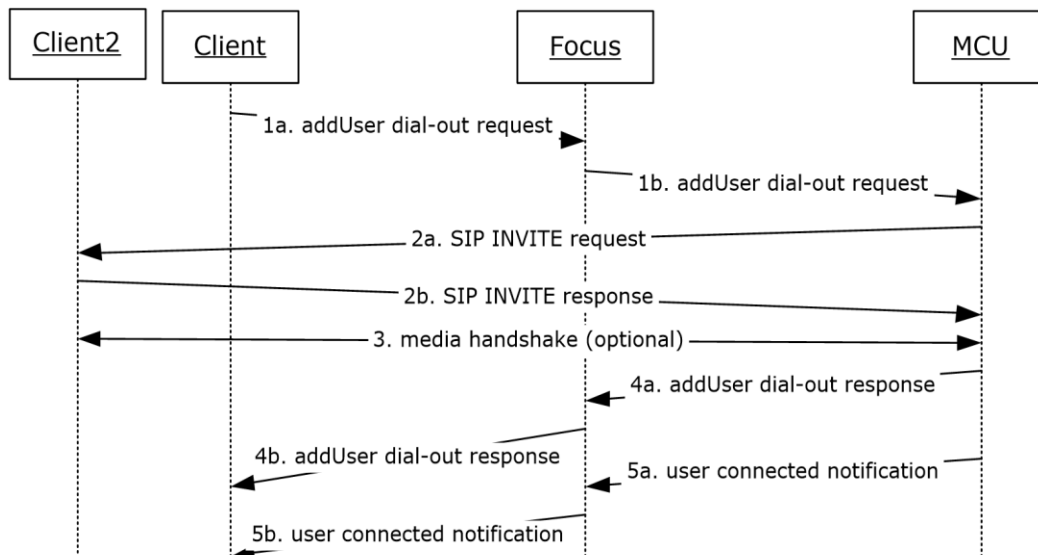 Client2
Client
Focus
MCU
1a. addUser dial-out request
1b. addUser dial-out request
2a. SIP INVITE request
2b. SIP INVITE response
3. media handshake (optional)
4a. addUser dial-out response
4b. addUser dial-out response
5a. user connected notification
5b. user connected notification